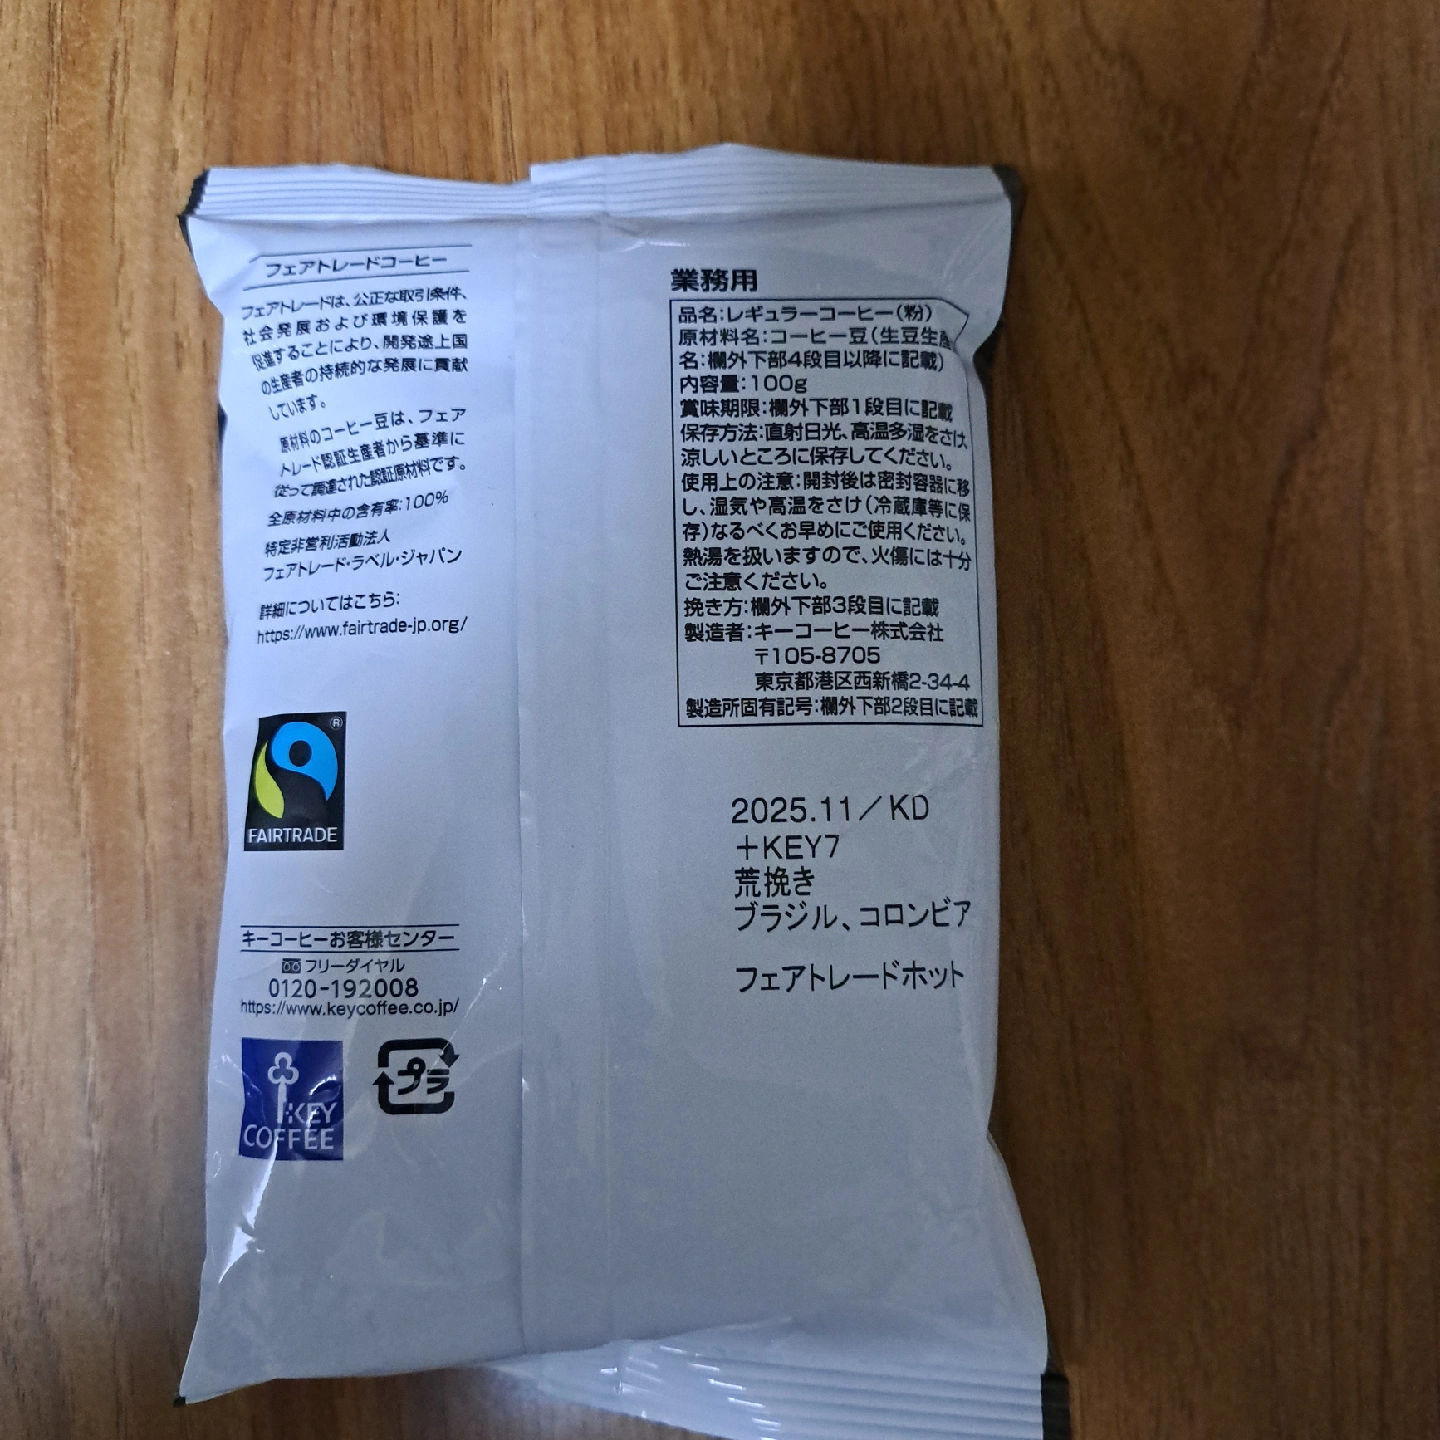 フェアトレードコーヒー
フェアトレードは、公正な取引条件、
社会発展および環境保護を
促進することにより、開発途上国
の生産者の持続的な発展に貢献
しています。
原材料のコーヒー豆は、フェア
トレード認証生産者から基準に
従って調達された認証原材料です。
全原材料中の含有率:100%
特定非営利活動法人
フェアトレード・ラベル・ジャパン
詳細についてはこちら:
https://www.fairtrade-jp.org/
®
FAIRTRADE
キーコーヒーお客様センター
フリーダイヤル
0120-192008
https://www.keycoffee.co.jp/
KEY
COFFEE
プラ
業務用
品名:レギュラーコーヒー(粉)
原材料名:コーヒー豆(生豆生産
名:欄外下部4段目以降に記載)
内容量:100g
賞味期限:欄外下部1段目に記載
保存方法:直射日光、高温多湿をさけ、
涼しいところに保存してください。
使用上の注意:開封後は密封容器に移
し、湿気や高温をさけ(冷蔵庫等に保
存)なるべくお早めにご使用ください。
熱湯を扱いますので、火傷には十分
ご注意ください。
挽き方:欄外下部3段目に記載
製造者:キーコーヒー株式会社
〒105-8705
東京都港区西新橋2-34-4
製造所固有記号:欄外下部2段目に記載
2025.11/KD
+KEY7
荒挽き
ブラジル、コロンビア
フェアトレードホット